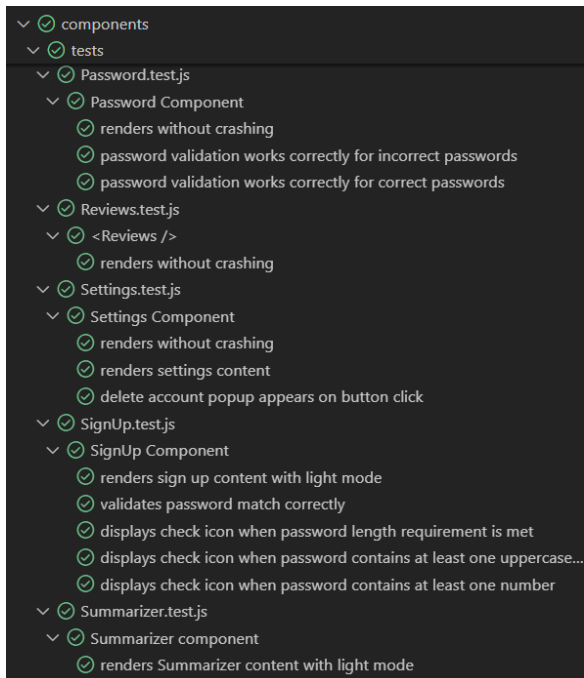 components
tests
Password.test.js
Password Component
renders without crashing
password validation works correctly for incorrect passwords
password validation works correctly for correct passwords
Reviews.test.js
<Reviews />
renders without crashing
Settings.test.js
Settings Component
renders without crashing
renders settings content
delete account popup appears on button click
SignUp.test.js
SignUp Component
renders sign up content with light mode
validates password match correctly
displays check icon when password length requirement is met
displays check icon when password contains at least one uppercase...
displays check icon when password contains at least one number
Summarizer.test.js
Summarizer component
renders Summarizer content with light mode